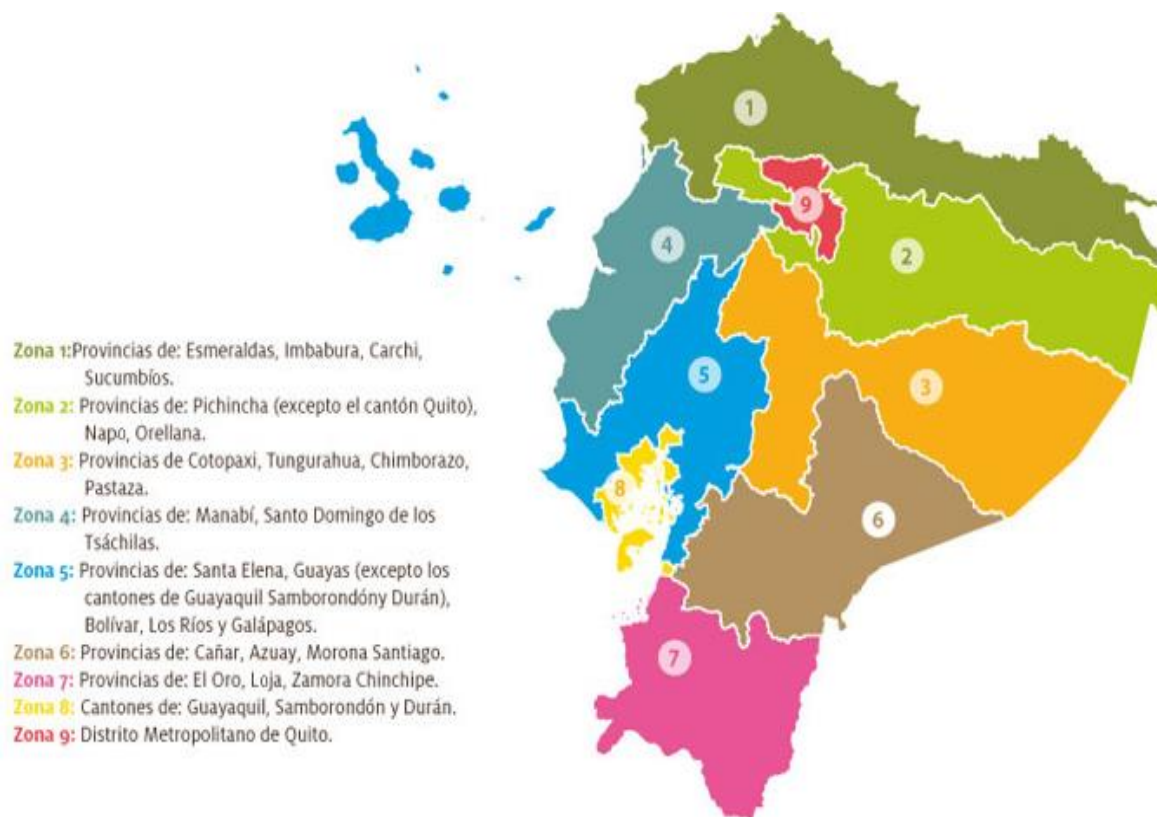 1
9
2
4
3
5
8
6
7
Zona 1:Provincias de: Esmeraldas, Imbabura, Carchi,
Sucumbíos.
Zona 2: Provincias de: Pichincha (excepto el cantón Quito),
Napo, Orellana.
Zona 3: Provincias de Cotopaxi, Tungurahua, Chimborazo,
Pastaza.
Zona 4: Provincias de: Manabí, Santo Domingo de los
Tsáchilas.
Zona 5: Provincias de: Santa Elena, Guayas (excepto los
cantones de Guayaquil Samborondóny Durán),
Bolívar, Los Ríos y Galápagos.
Zona 6: Provincias de: Cañar, Azuay, Morona Santiago.
Zona 7: Provincias de: El Oro, Loja, Zamora Chinchipe.
Zona 8: Cantones de: Guayaquil, Samborondón y Durán.
Zona 9: Distrito Metropolitano de Quito.